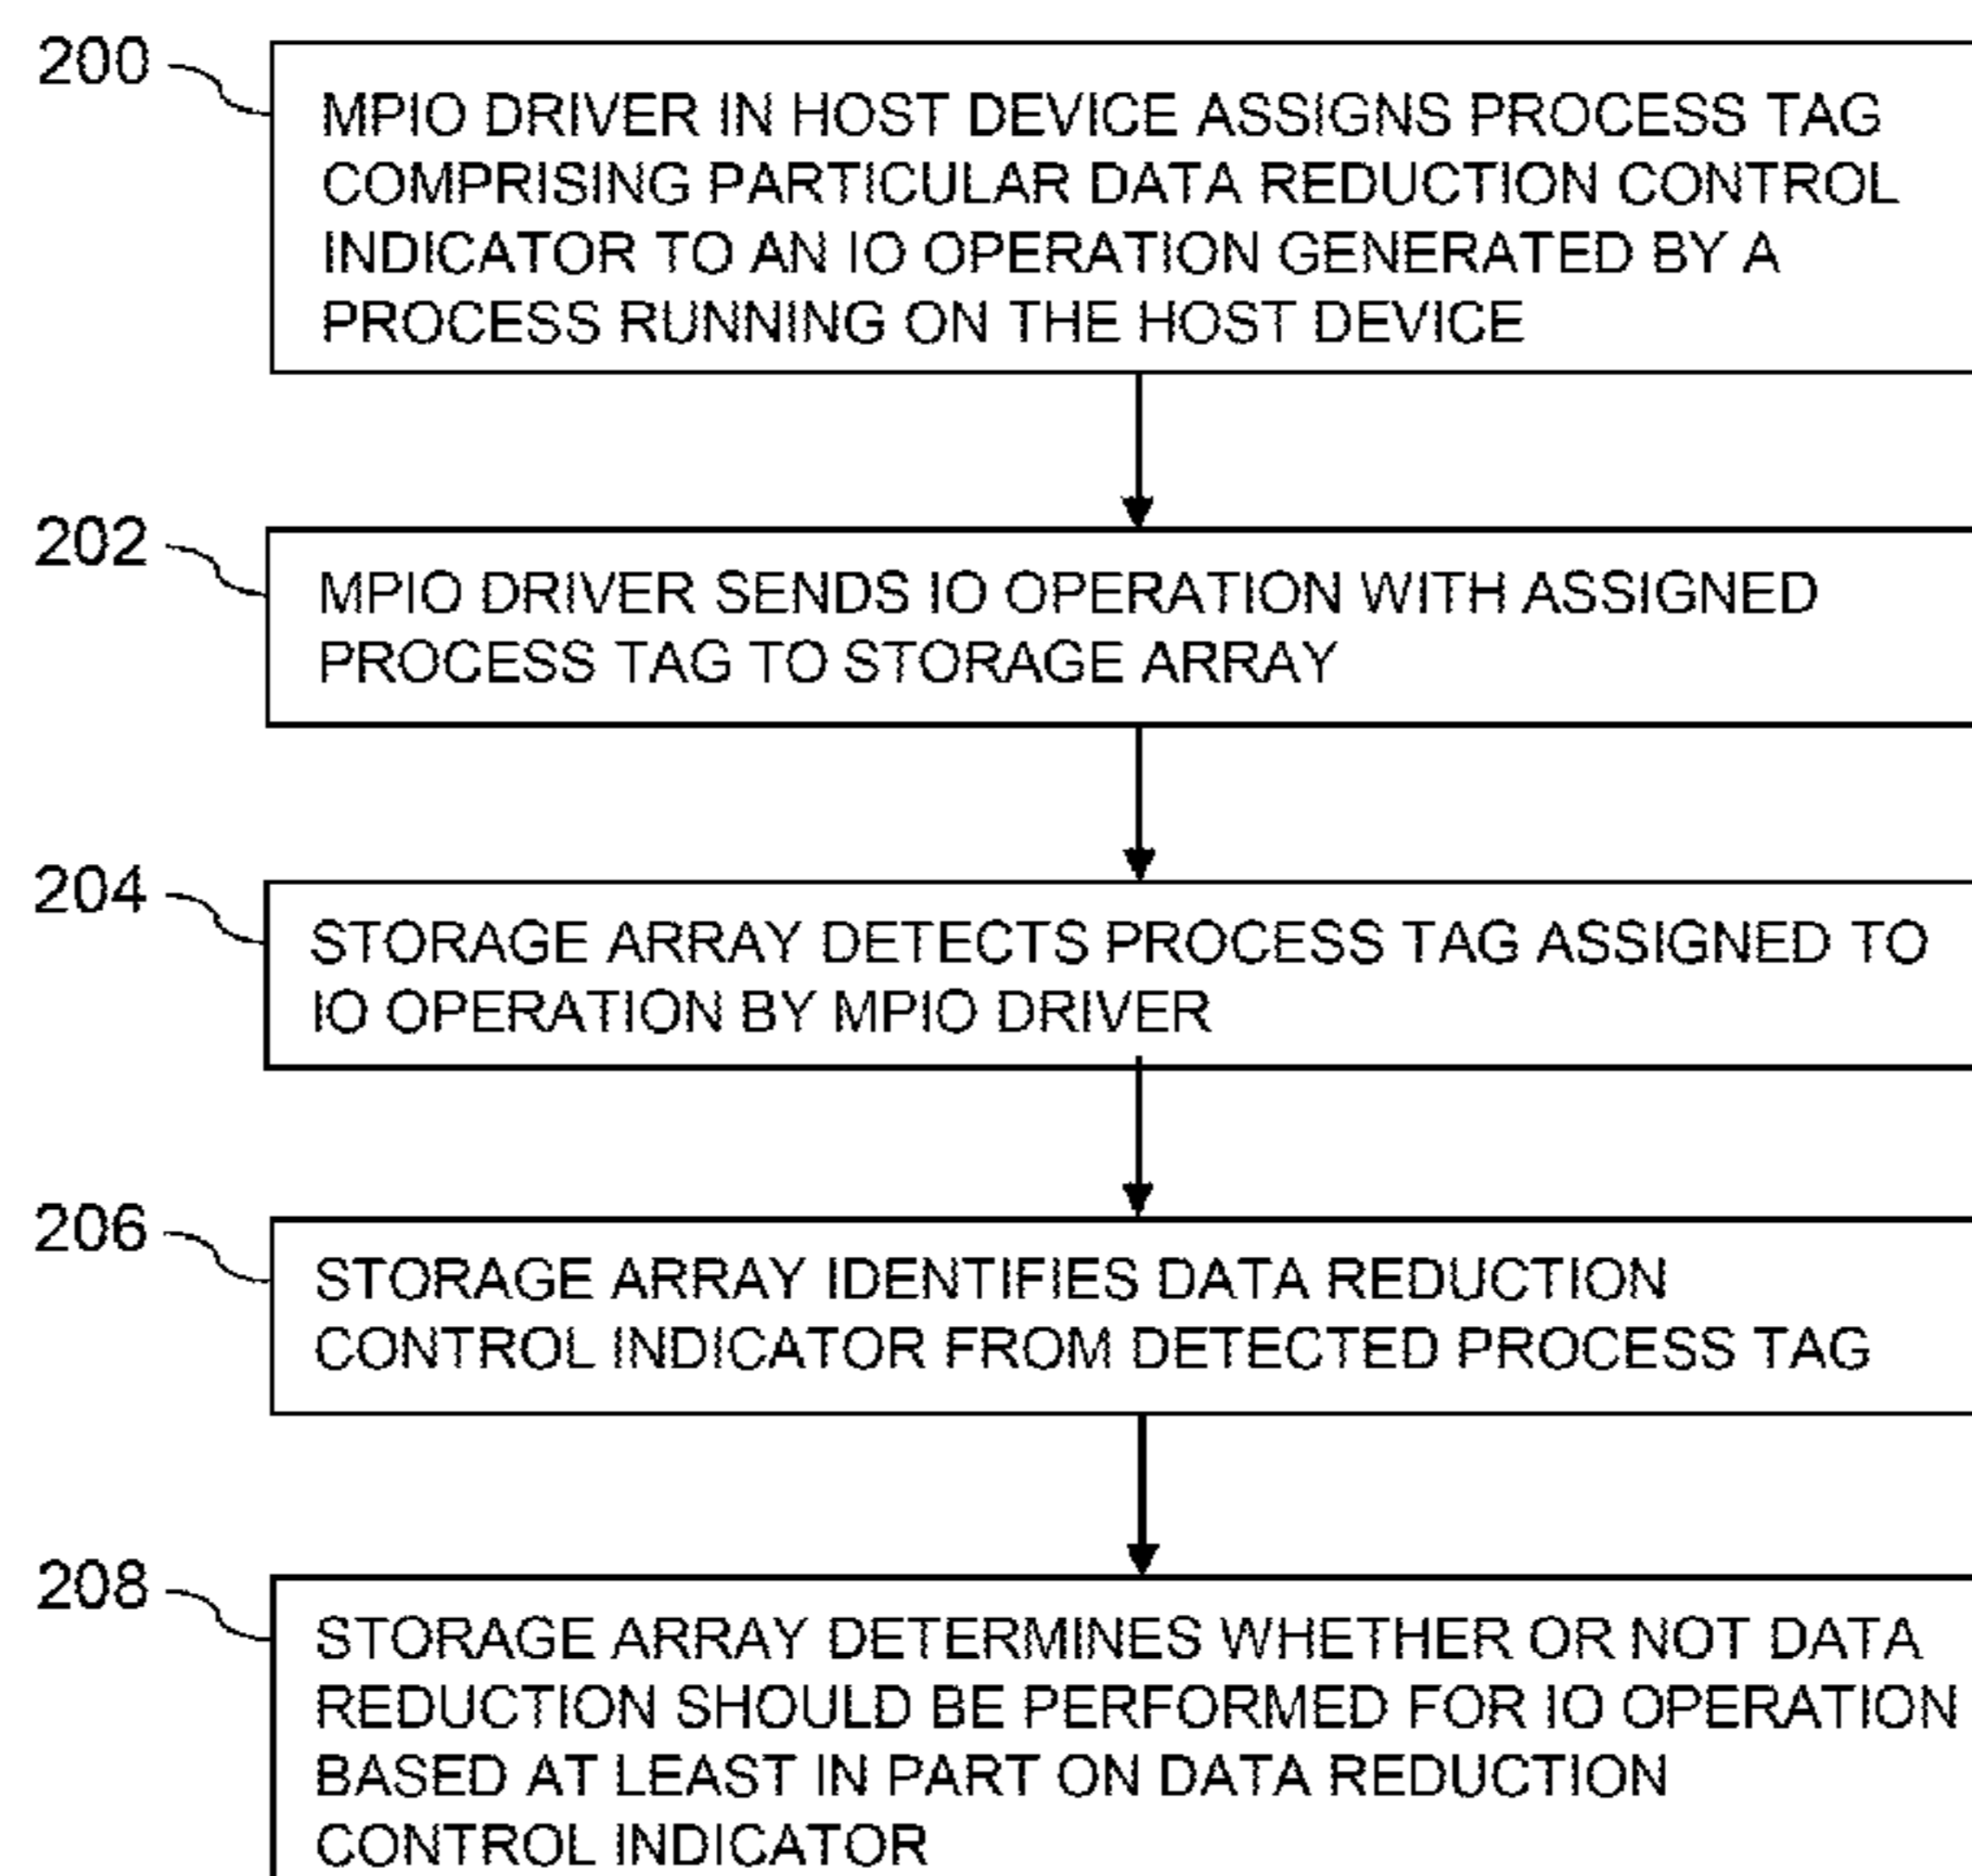 200
MPIO DRIVER IN HOST DEVICE ASSIGNS PROCESS TAG
COMPRISING PARTICULAR DATA REDUCTION CONTROL
INDICATOR TO AN IO OPERATION GENERATED BY A
PROCESS RUNNING ON THE HOST DEVICE
202
MPIO DRIVER SENDS IO OPERATION WITH ASSIGNED
PROCESS TAG TO STORAGE ARRAY
204
STORAGE ARRAY DETECTS PROCESS TAG ASSIGNED TO
IO OPERATION BY MPIO DRIVER
206
STORAGE ARRAY IDENTIFIES DATA REDUCTION
CONTROL INDICATOR FROM DETECTED PROCESS TAG
208
STORAGE ARRAY DETERMINES WHETHER OR NOT DATA
REDUCTION SHOULD BE PERFORMED FOR IO OPERATION
BASED AT LEAST IN PART ON DATA REDUCTION
CONTROL INDICATOR